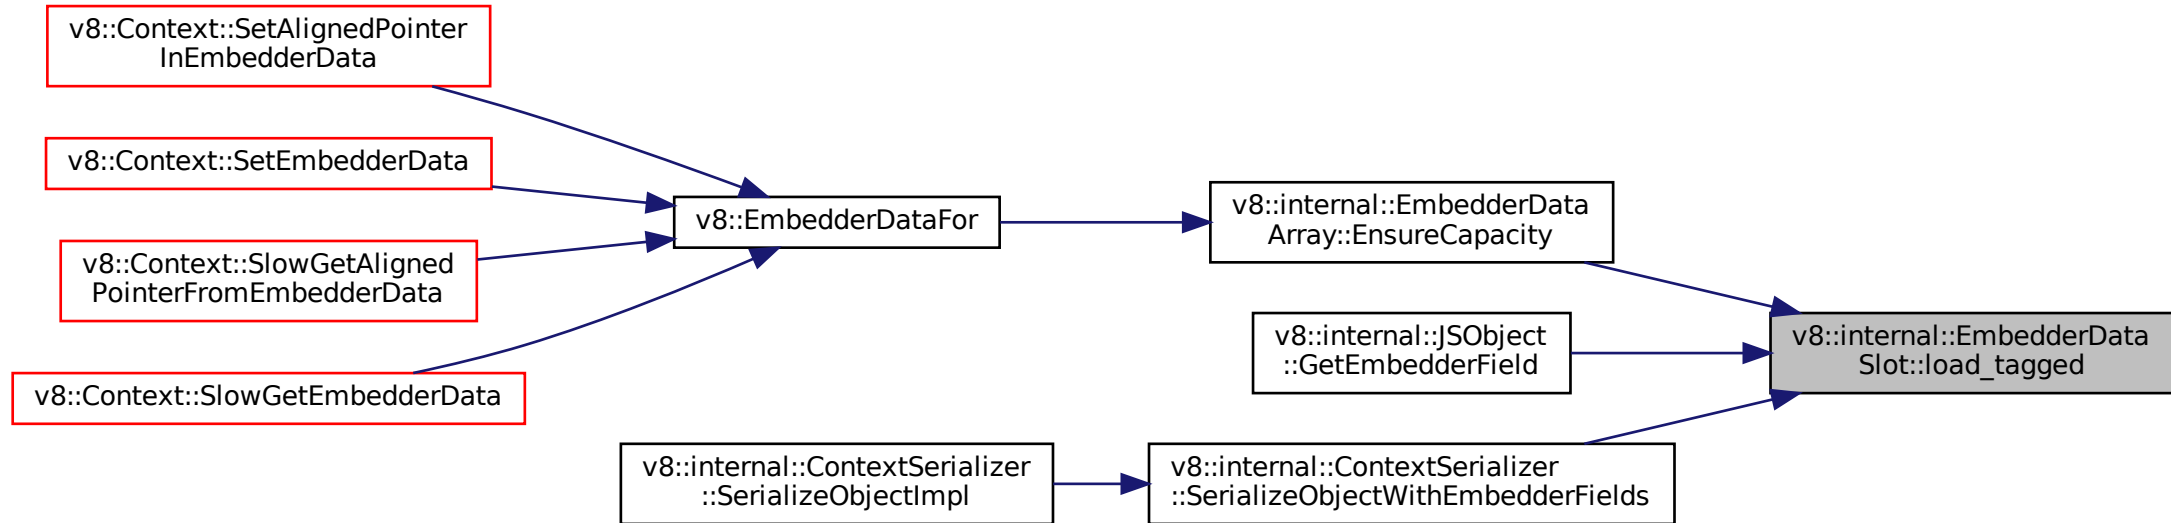 v8::Context::SetAlignedPointer
InEmbedderData
v8::Context::SetEmbedderData
v8::Context::SlowGetAligned
PointerFromEmbedderData
v8::Context::SlowGetEmbedderData
v8::EmbedderDataFor
v8::internal::EmbedderData
Array::EnsureCapacity
v8::internal::JSObject
::GetEmbedderField
v8::internal::ContextSerializer
::SerializeObjectImpl
v8::internal::ContextSerializer
::SerializeObjectWithEmbedderFields
v8::internal::EmbedderData
Slot::load_tagged